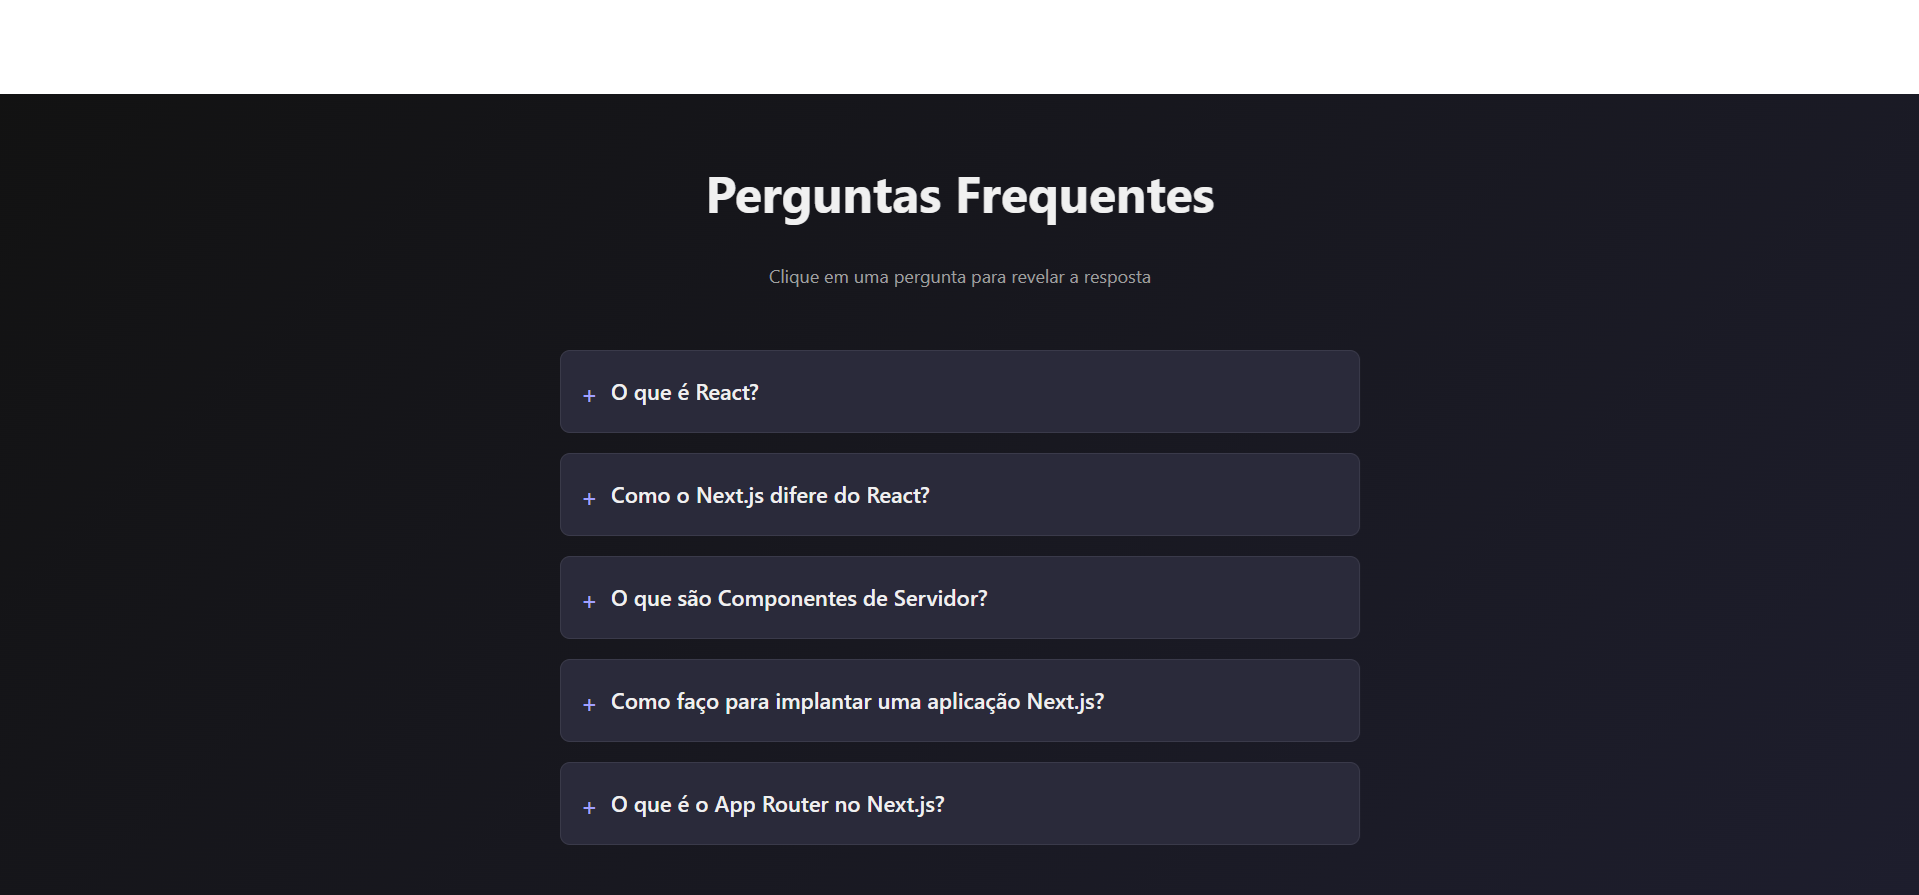 Perguntas Frequentes
Clique em uma pergunta para revelar a resposta
+ O que é React?
+ Como o Next.js difere do React?
+ O que são Componentes de Servidor?
+ Como faço para implantar uma aplicação Next.js?
+ O que é o App Router no Next.js?